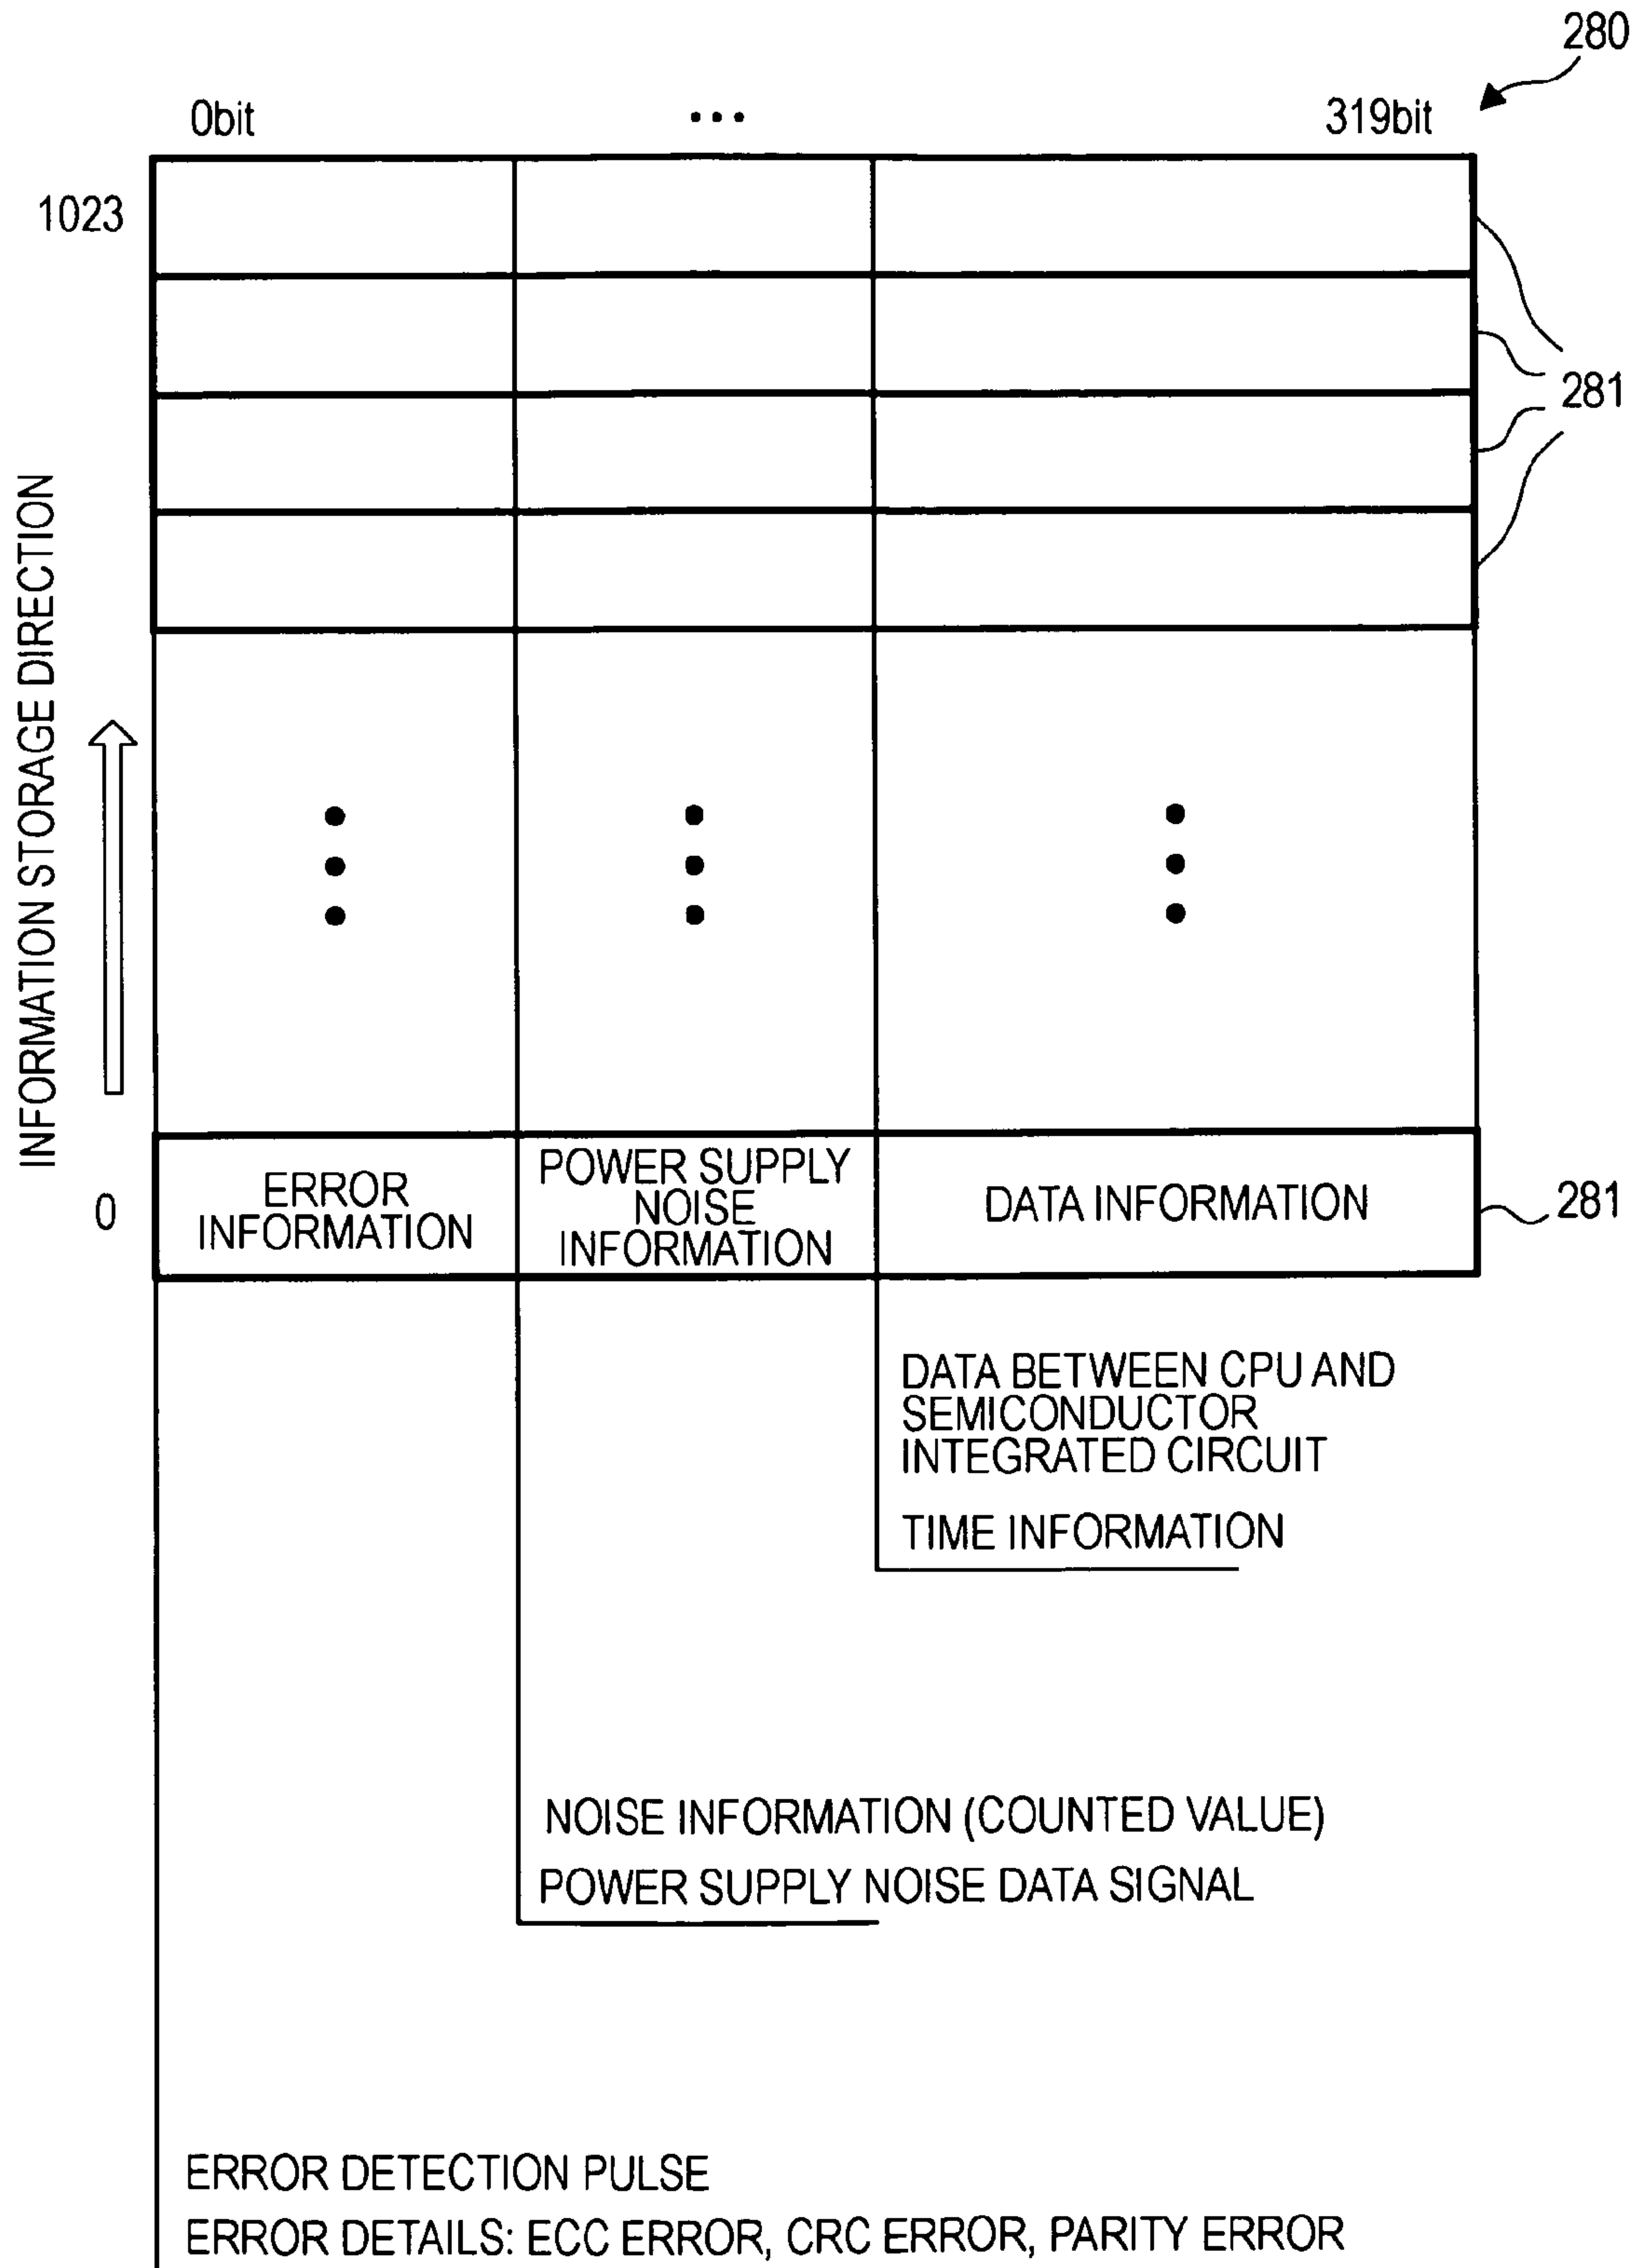 280
0bit ... 319bit
1023
281
INFORMATION STORAGE DIRECTION
0
ERROR
INFORMATION
POWER SUPPLY
NOISE
INFORMATION
DATA INFORMATION
281
DATA BETWEEN CPU AND
SEMICONDUCTOR
INTEGRATED CIRCUIT
TIME INFORMATION
NOISE INFORMATION (COUNTED VALUE)
POWER SUPPLY NOISE DATA SIGNAL
ERROR DETECTION PULSE
ERROR DETAILS: ECC ERROR, CRC ERROR, PARITY ERROR